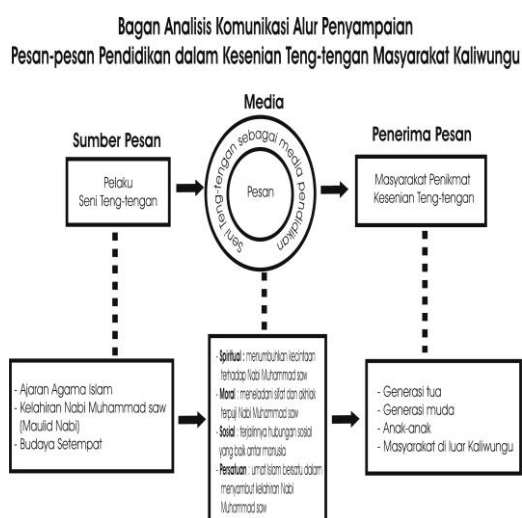 Bagan Analisis Komunikasi Alur Penyampaian
Pesan-pesan Pendidikan dalam Kesenian Teng-tengan Masyarakat Kaliwungu
Media
Sumber Pesan
Penerima Pesan
Pelaku
Seni Teng-tengan
Seni Teng-tengan sebagai media pendidikan
Pesan
Masyarakat Penikmat
Kesenian Teng-tengan
- Ajaran Agama Islam
- Kelahiran Nabi Muhammad saw
(Maulid Nabi)
- Budaya Setempat
- Spiritual : menumbuhkan kecintaan
terhadap Nabi Muhammad saw
- Moral : meneladani sifat dan akhlak
terpuji Nabi Muhammad saw
- Sosial : terjalinnya hubungan sosial
yang baik antar manusia
- Persatuan : umat Islam bersatu dalam
menyambut kelahiran Nabi
Muhammad saw
- Generasi tua
- Generasi muda
- Anak-anak
- Masyarakat di luar Kaliwungu